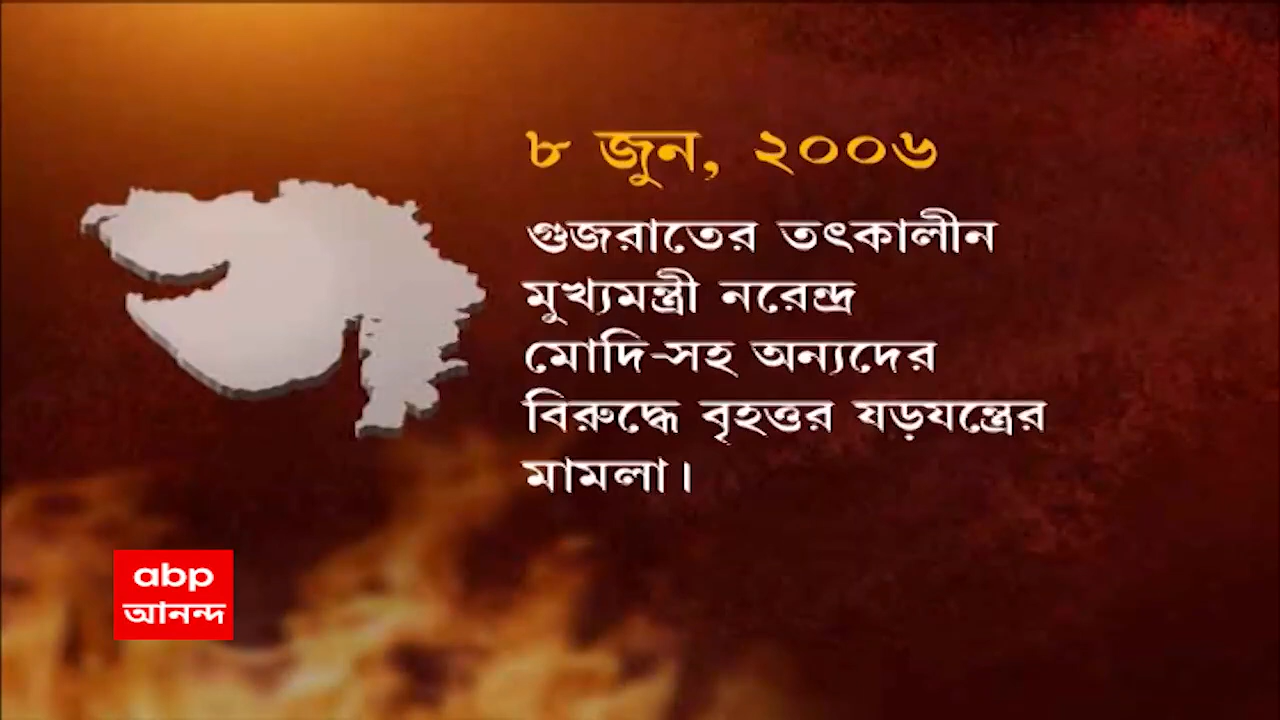 ৮ জুন, ২০০৬
গুজরাতের তৎকালীন
মুখ্যমন্ত্রী নরেন্দ্র
মোদি-সহ অন্যদের
বিরুদ্ধে বৃহত্তর ষড়যন্ত্রের
মামলা।
abp
আনন্দ